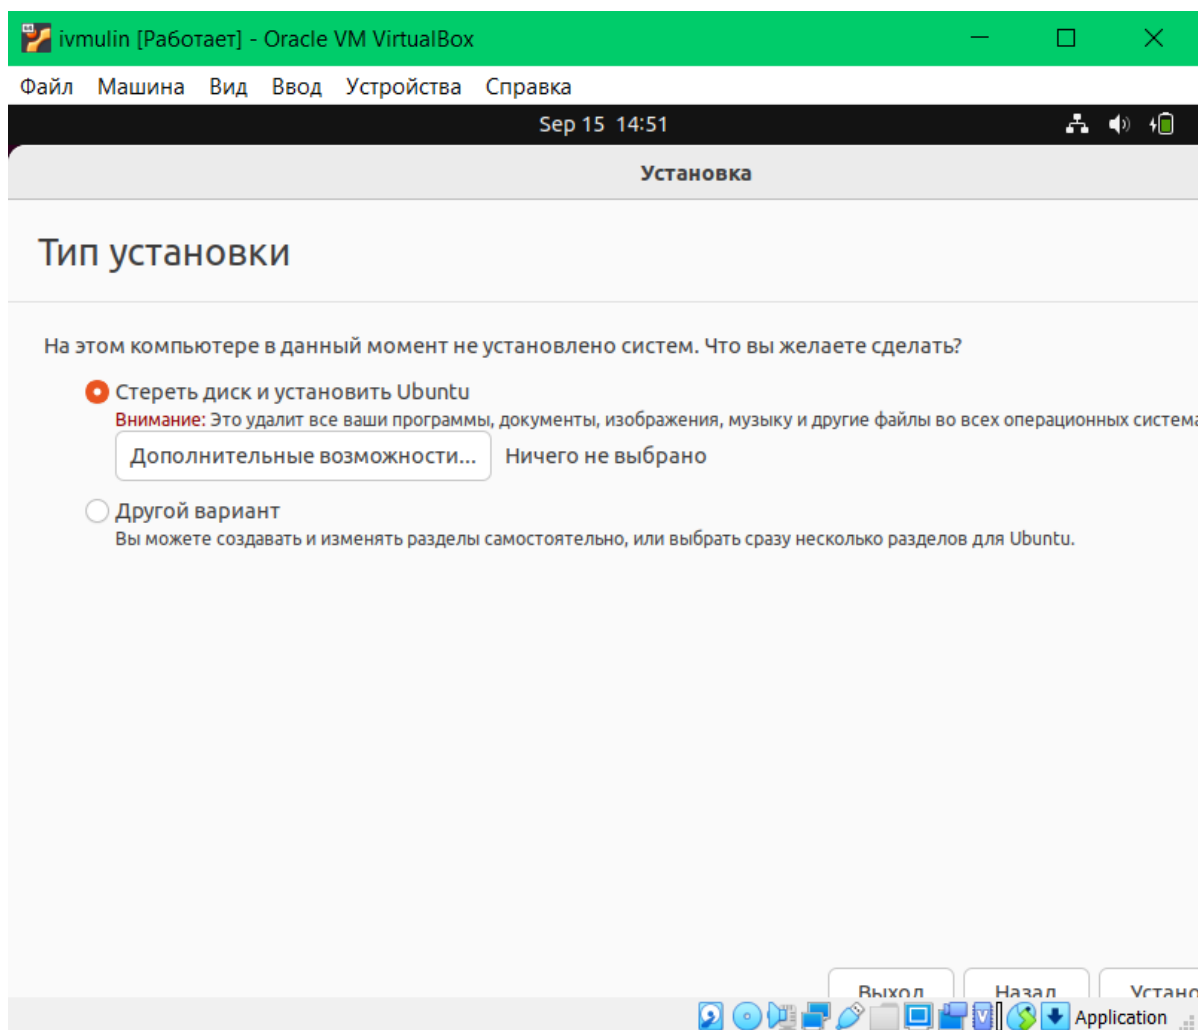 ivmulin [Работает] - Oracle VM VirtualBox
Файл Машина Вид Ввод Устройства Справка
Sep 15 14:51
Установка
Тип установки
На этом компьютере в данный момент не установлено систем. Что вы желаете сделать?
Стереть диск и установить Ubuntu
Внимание: Это удалит все ваши программы, документы, изображения, музыку и другие файлы во всех операционных система
Дополнительные возможности... Ничего не выбрано
Другой вариант
Вы можете создавать и изменять разделы самостоятельно, или выбрать сразу несколько разделов для Ubuntu.
Выход Назад Устано
Application